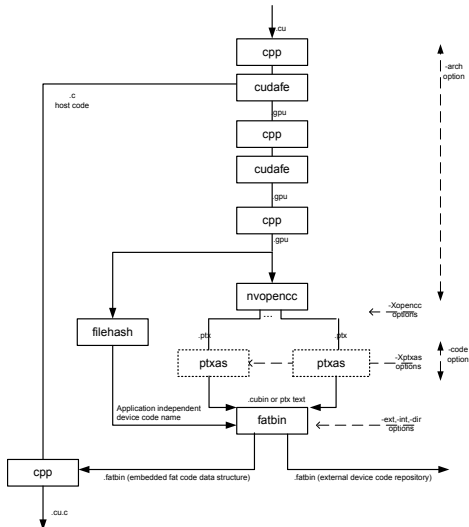 .cu
cpp
-arch
option
cudafe
.c
host code
.gpu
cpp
cudafe
.gpu
cpp
.gpu
nvopencc
...
-Xopencc
options
filehash
.ptx
.ptx
-code
option
ptxas
ptxas
-Xptxas
options
.cubin or ptx text
Application independent
device code name
fatbin
-ext,-int,-dir
options
cpp
.fatbin (embedded fat code data structure)
.fatbin (external device code repository)
.cu.c